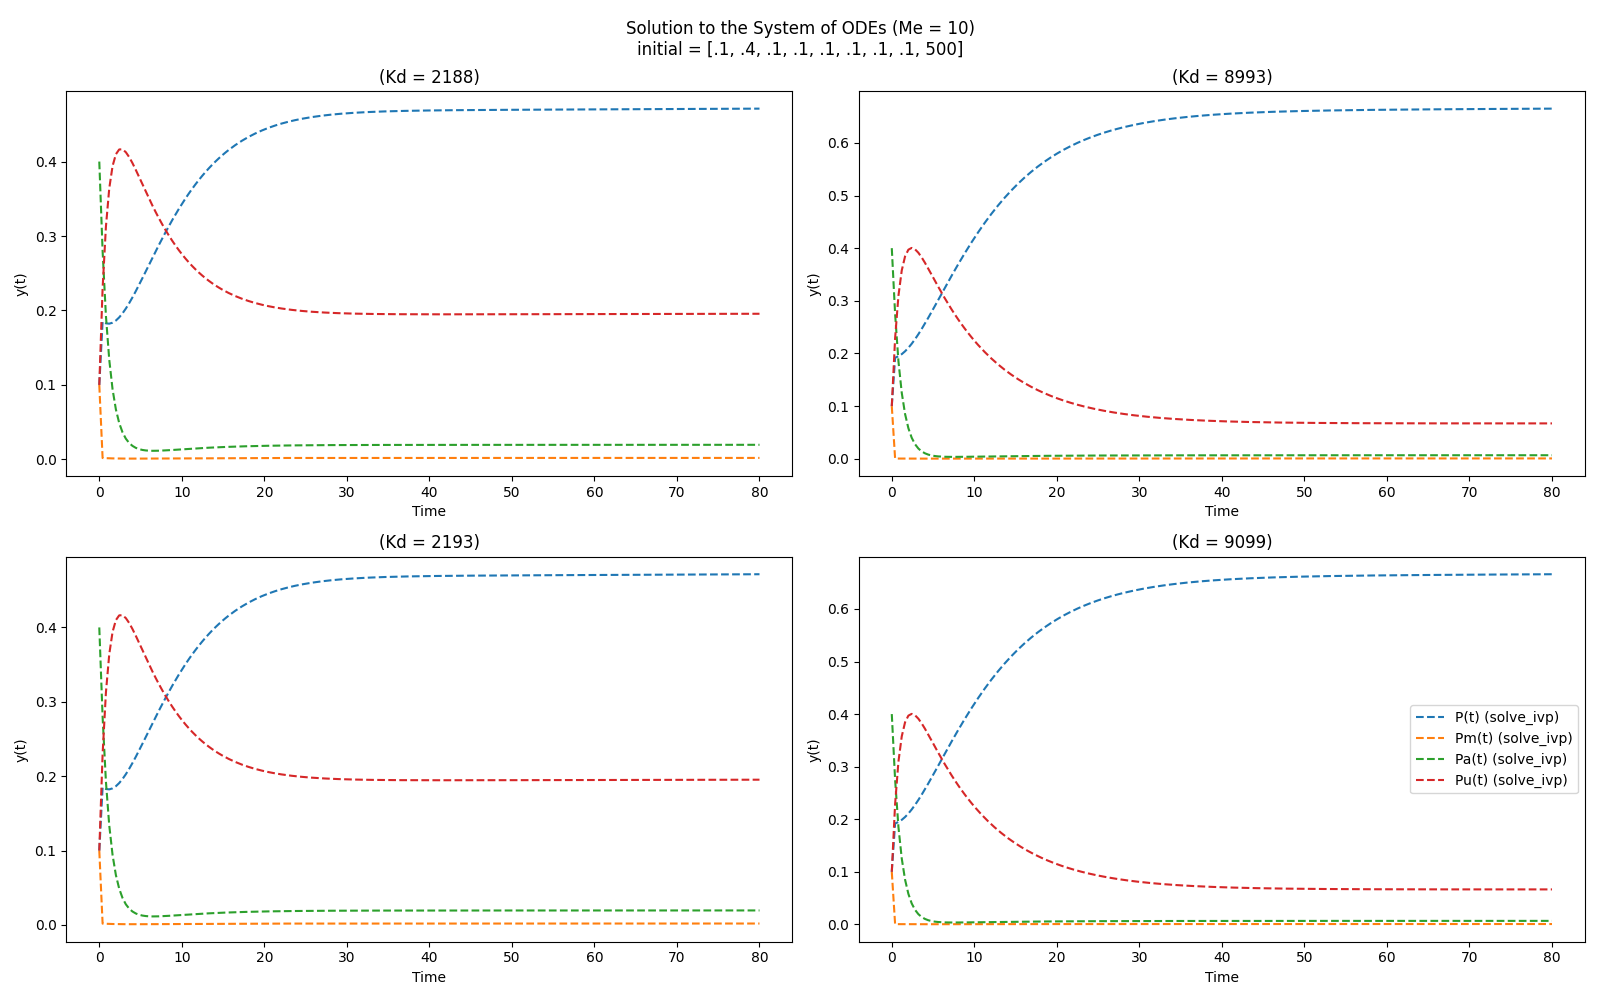 Solution to the System of ODEs (Me = 10)
initial = [.1, .4, .1, .1, .1, .1, .1, .1, 500]
(Kd = 2188)
y(t)
0.4
0.3
0.2
0.1
0.0
0 10 20 30 40 50 60 70 80
Time
(Kd = 8993)
y(t)
0.6
0.5
0.4
0.3
0.2
0.1
0.0
0 10 20 30 40 50 60 70 80
Time
(Kd = 2193)
y(t)
0.4
0.3
0.2
0.1
0.0
0 10 20 30 40 50 60 70 80
Time
(Kd = 9099)
y(t)
0.6
0.5
0.4
0.3
0.2
0.1
0.0
P(t) (solve_ivp)
Pm(t) (solve_ivp)
Pa(t) (solve_ivp)
Pu(t) (solve_ivp)
0 10 20 30 40 50 60 70 80
Time